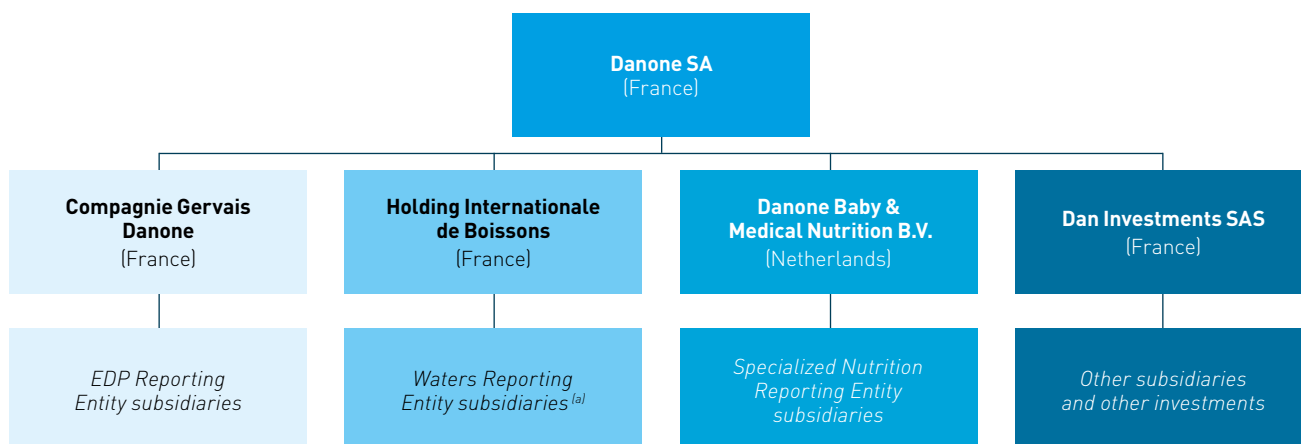 Danone SA
(France)
Compagnie Gervais
Danone
(France)
Holding Internationale
de Boissons
(France)
Danone Baby &
Medical Nutrition B.V.
(Netherlands)
Dan Investments SAS
(France)
EDP Reporting
Entity subsidiaries
Waters Reporting
Entity subsidiaries (a)
Specialized Nutrition
Reporting Entity
subsidiaries
Other subsidiaries
and other investments